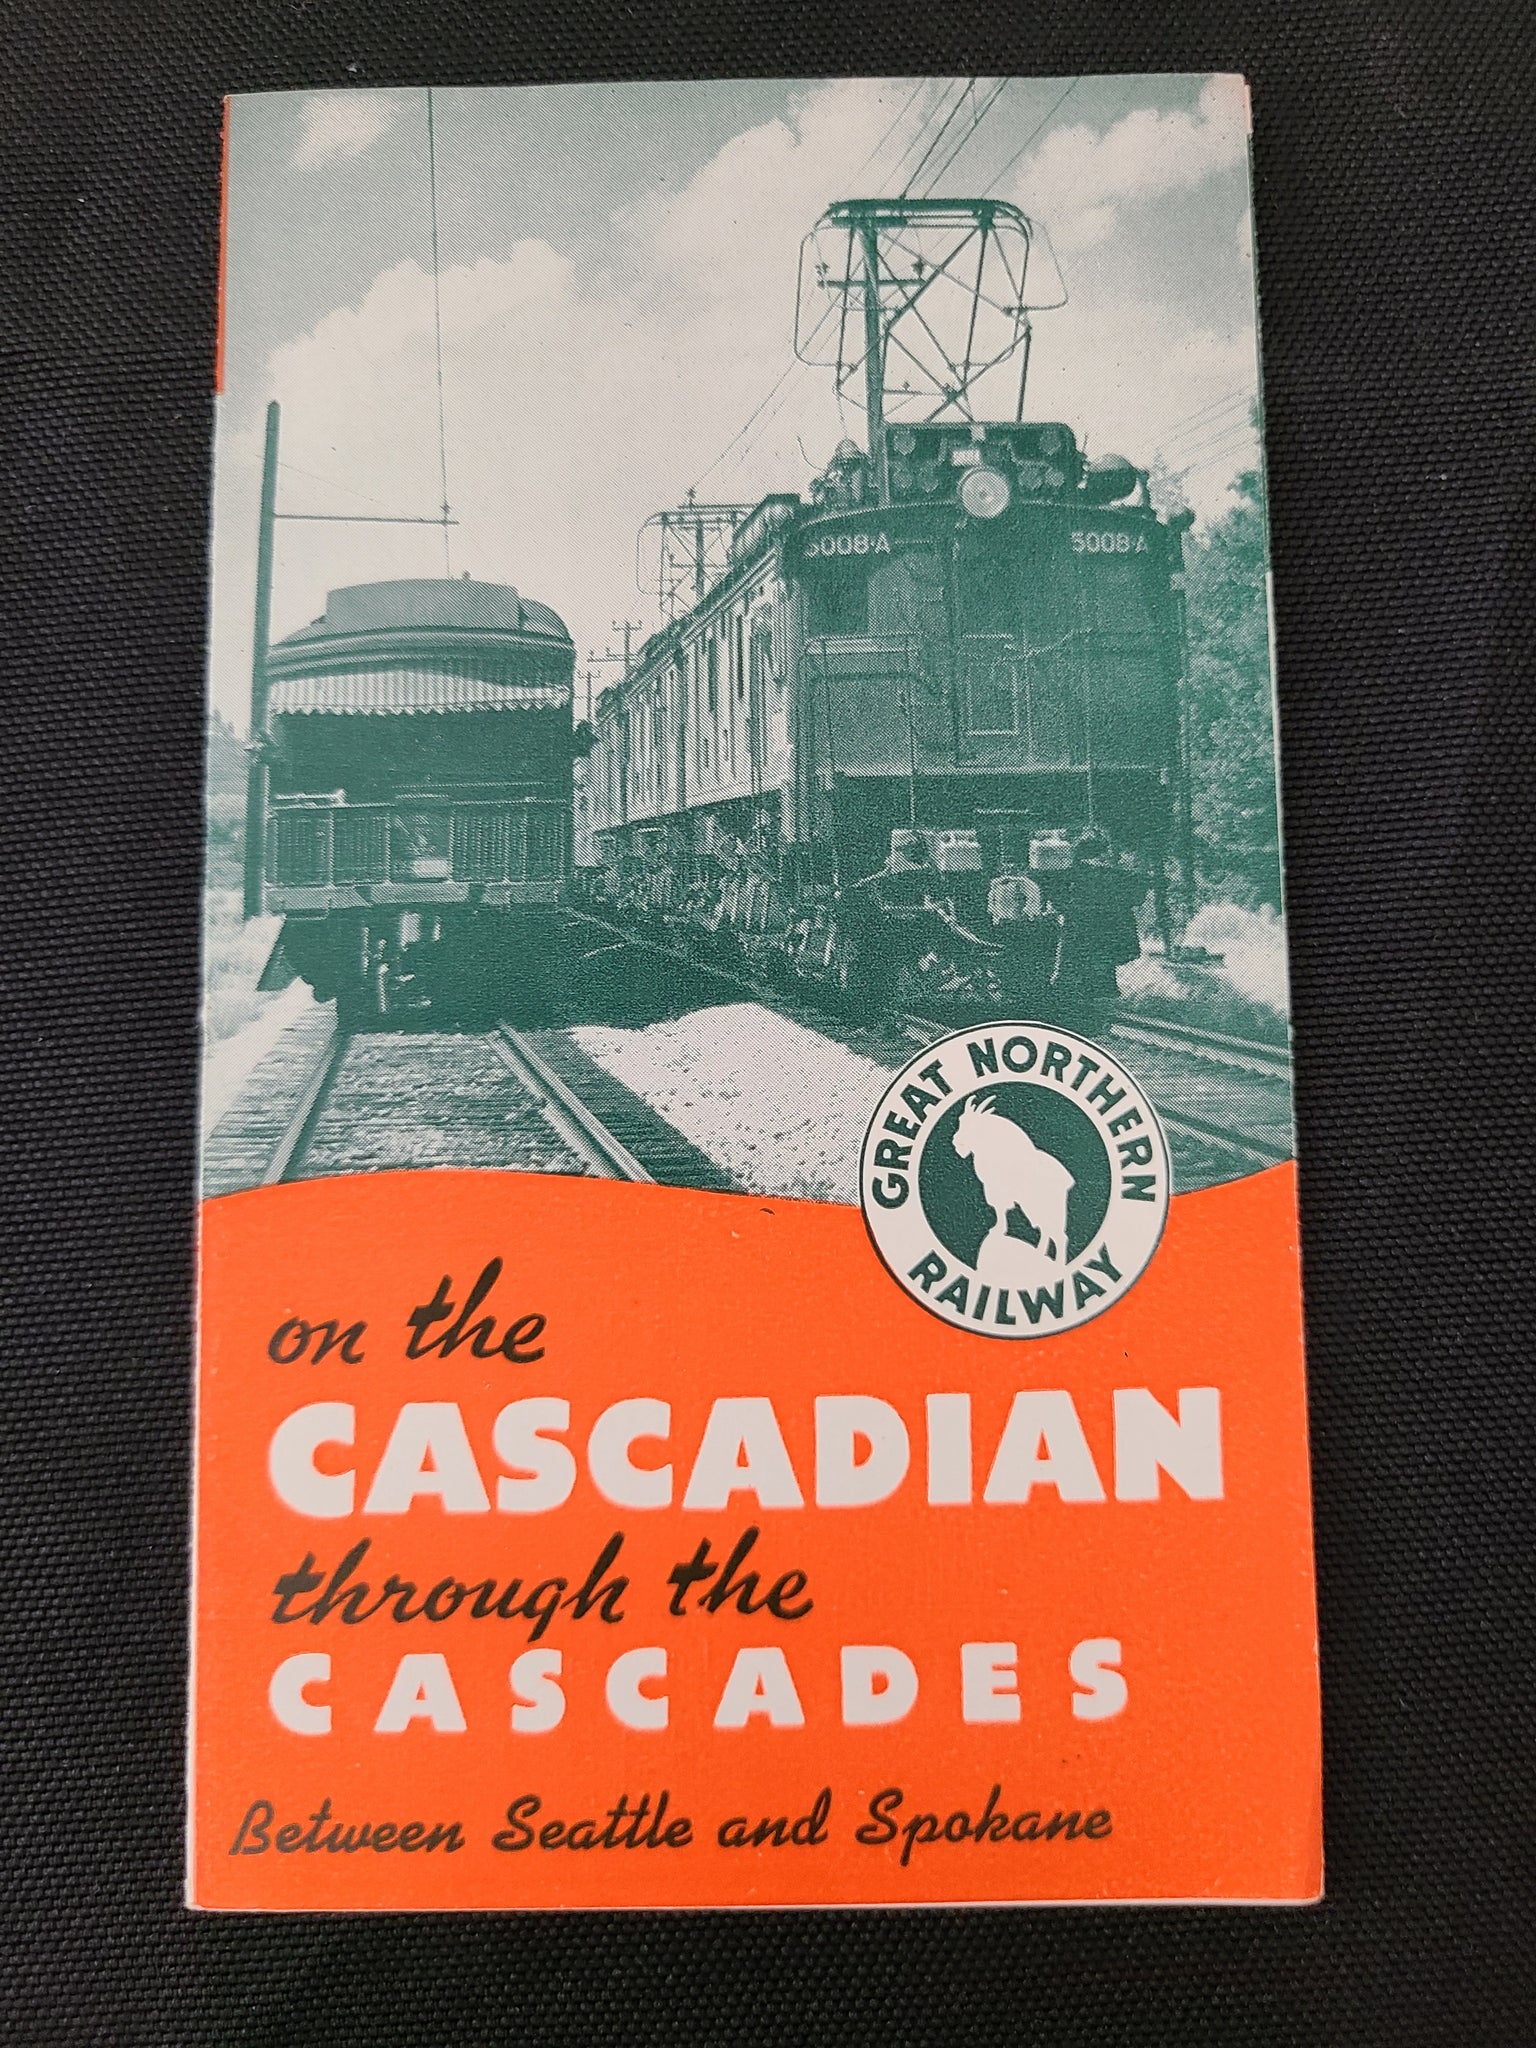 5008-A 5008-A
GREAT NORTHERN
RAILWAY
on the
CASCADIAN
through the
CASCADES
Between Seattle and Spokane